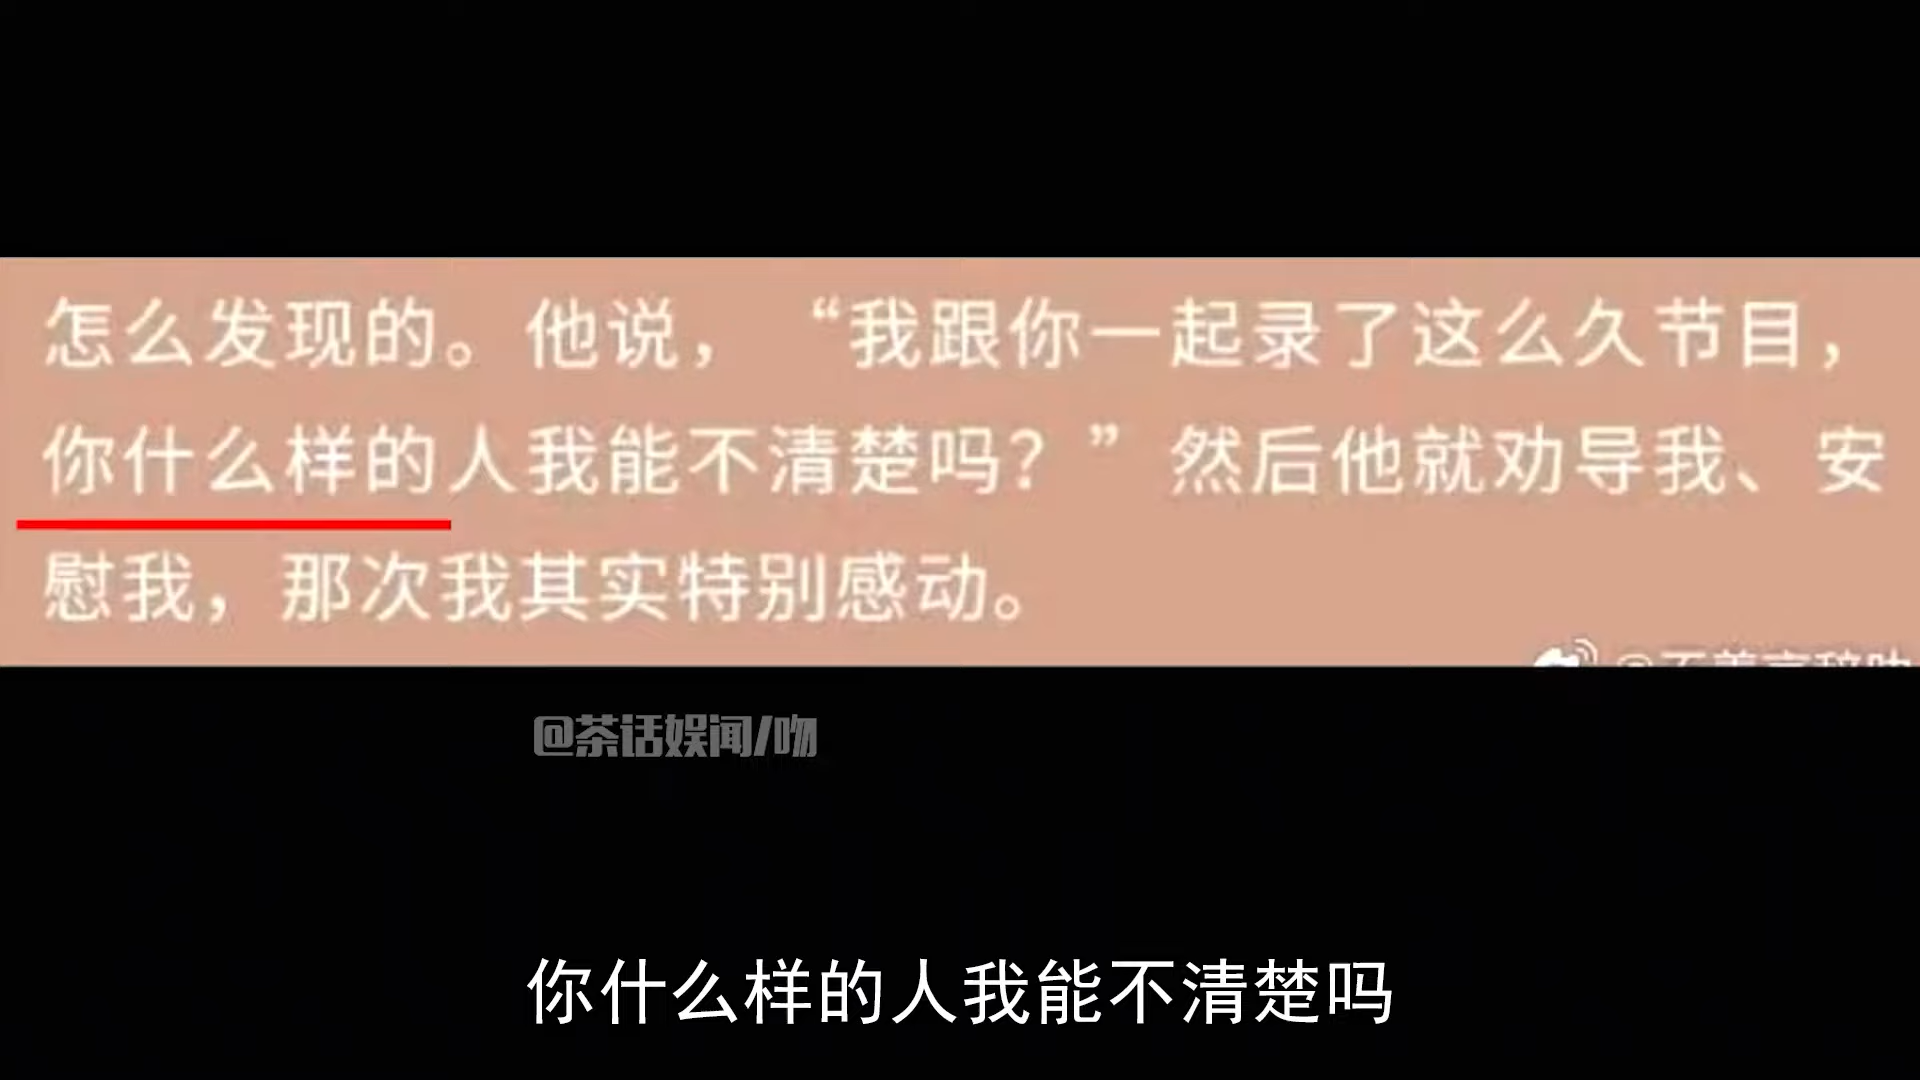 怎么发现的。他说，“我跟你一起录了这么久节目，
你什么样的人我能不清楚吗？”然后他就劝导我、安
慰我，那次我其实特别感动。
@茶话娱闻/吻
你什么样的人我能不清楚吗